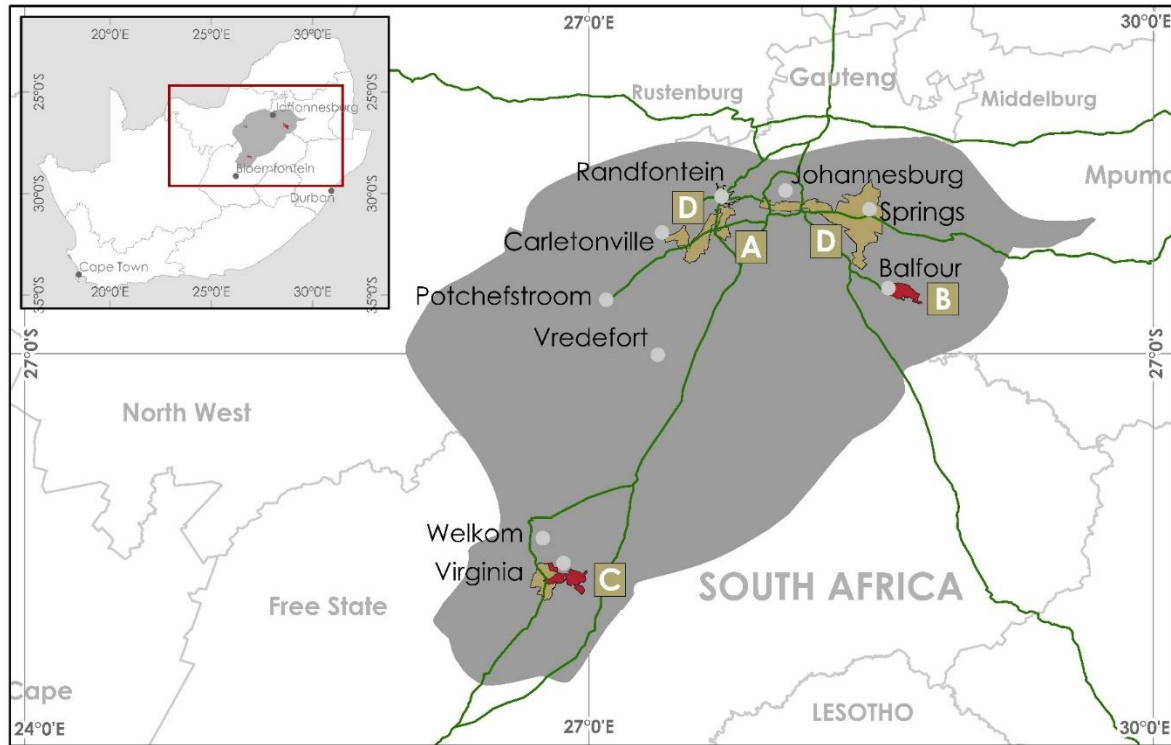 27°0'E
30°0'E
20°0'E
25°0'E
30°0'E
25°0'S
25°0'S
Johannesburg
Bloemfontein
30°0'S
30°0'S
Durban
Cape Town
35°0'S
35°0'S
20°0'E
25°0'E
30°0'E
Gauteng
Rustenburg
Middelburg
Randfontein
Johannesburg
Mpuma
D
Springs
Carletonville
A
D
Balfour
Potchefstroom
B
Vredefort
27°0'S
27°0'S
North West
Welkom
Virginia
C
SOUTH AFRICA
Free State
Cape
LESOTHO
24°0'E
27°0'E
30°0'E